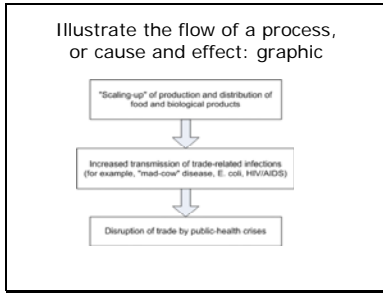 Illustrate the flow of a process,
or cause and effect: graphic
"Scaling-up" of production and distribution of
food and biological products
Increased transmission of trade-related infections
(for example, "mad-cow" disease, E. coli, HIV/AIDS)
Disruption of trade by public-health crises